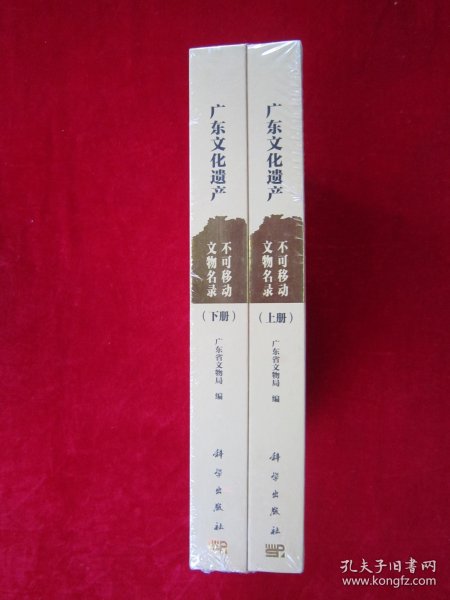 广东文化遗产
不可移动
文物名录
（下册）
广东省文物局 编
科学出版社
广东文化遗产
不可移动
文物名录
（上册）
广东省文物局 编
科学出版社
孔夫子旧书网
www.kongfz.com